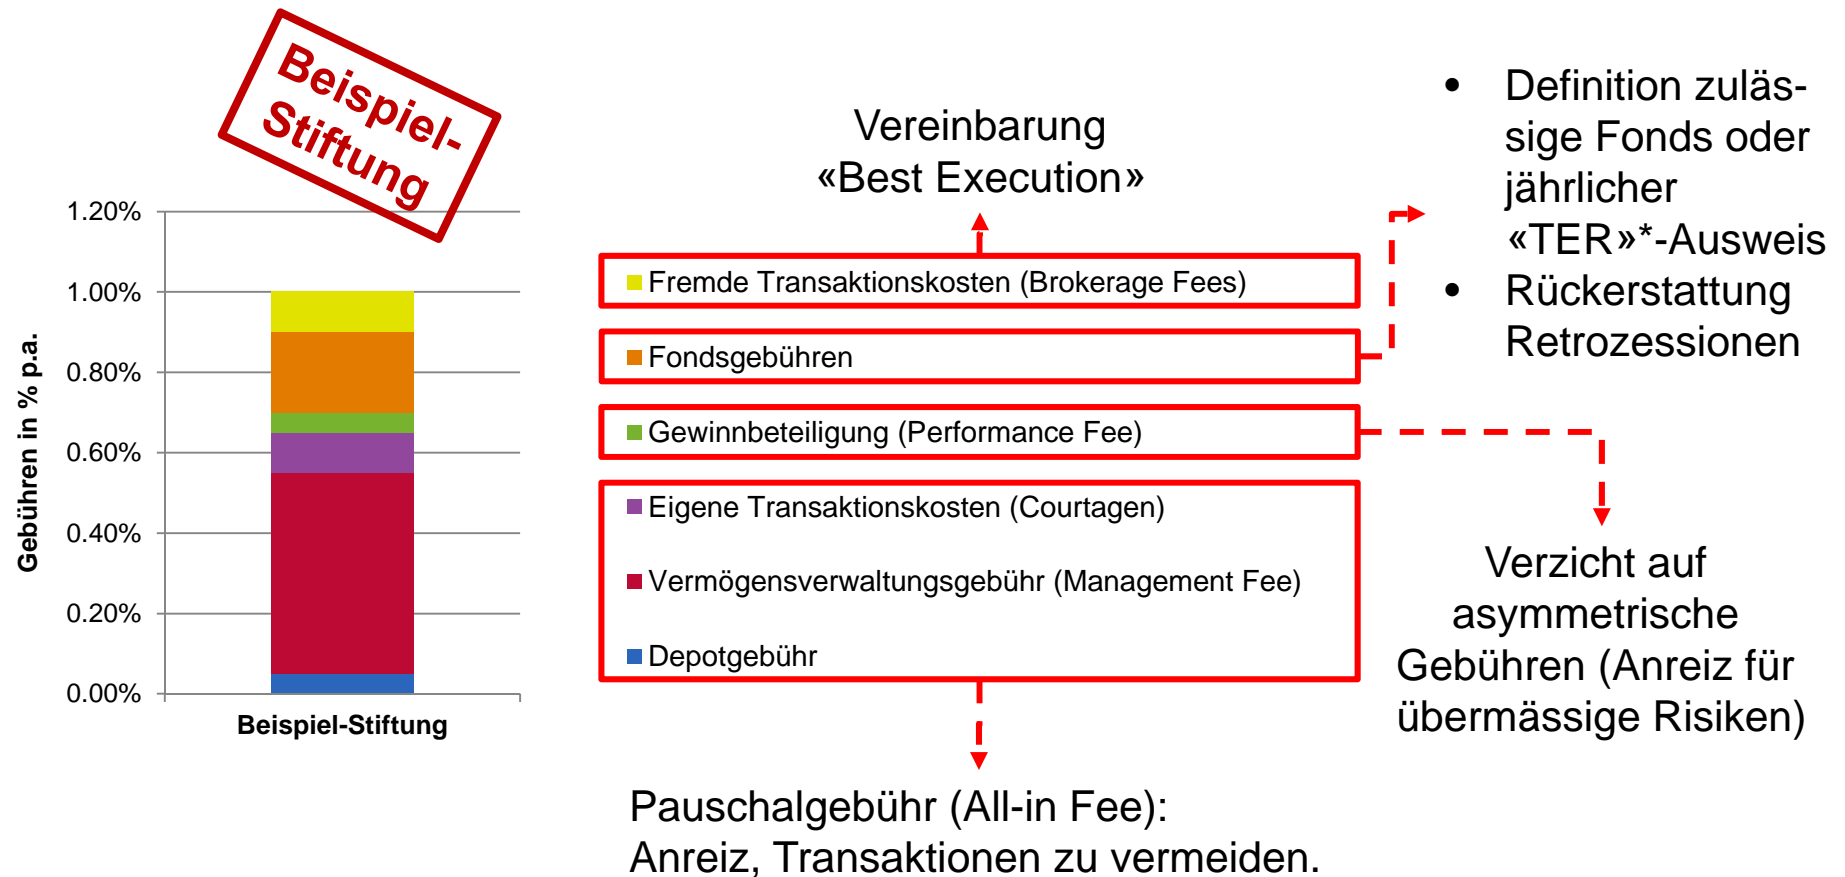 Beispiel-
Stiftung
Gebühren in % p.a.
1.20%
1.00%
0.80%
0.60%
0.40%
0.20%
0.00%
Beispiel-Stiftung
Vereinbarung
«Best Execution»
Fremde Transaktionskosten (Brokerage Fees)
Fondsgebühren
Gewinnbeteiligung (Performance Fee)
Eigene Transaktionskosten (Courtagen)
Vermögensverwaltungsgebühr (Management Fee)
Depotgebühr
• Definition zuläs-
sige Fonds oder
jährlicher
«TER»*-Ausweis
• Rückerstattung
Retrozessionen
Verzicht auf
asymmetrische
Gebühren (Anreiz für
übermässige Risiken)
Pauschalgebühr (All-in Fee):
Anreiz, Transaktionen zu vermeiden.